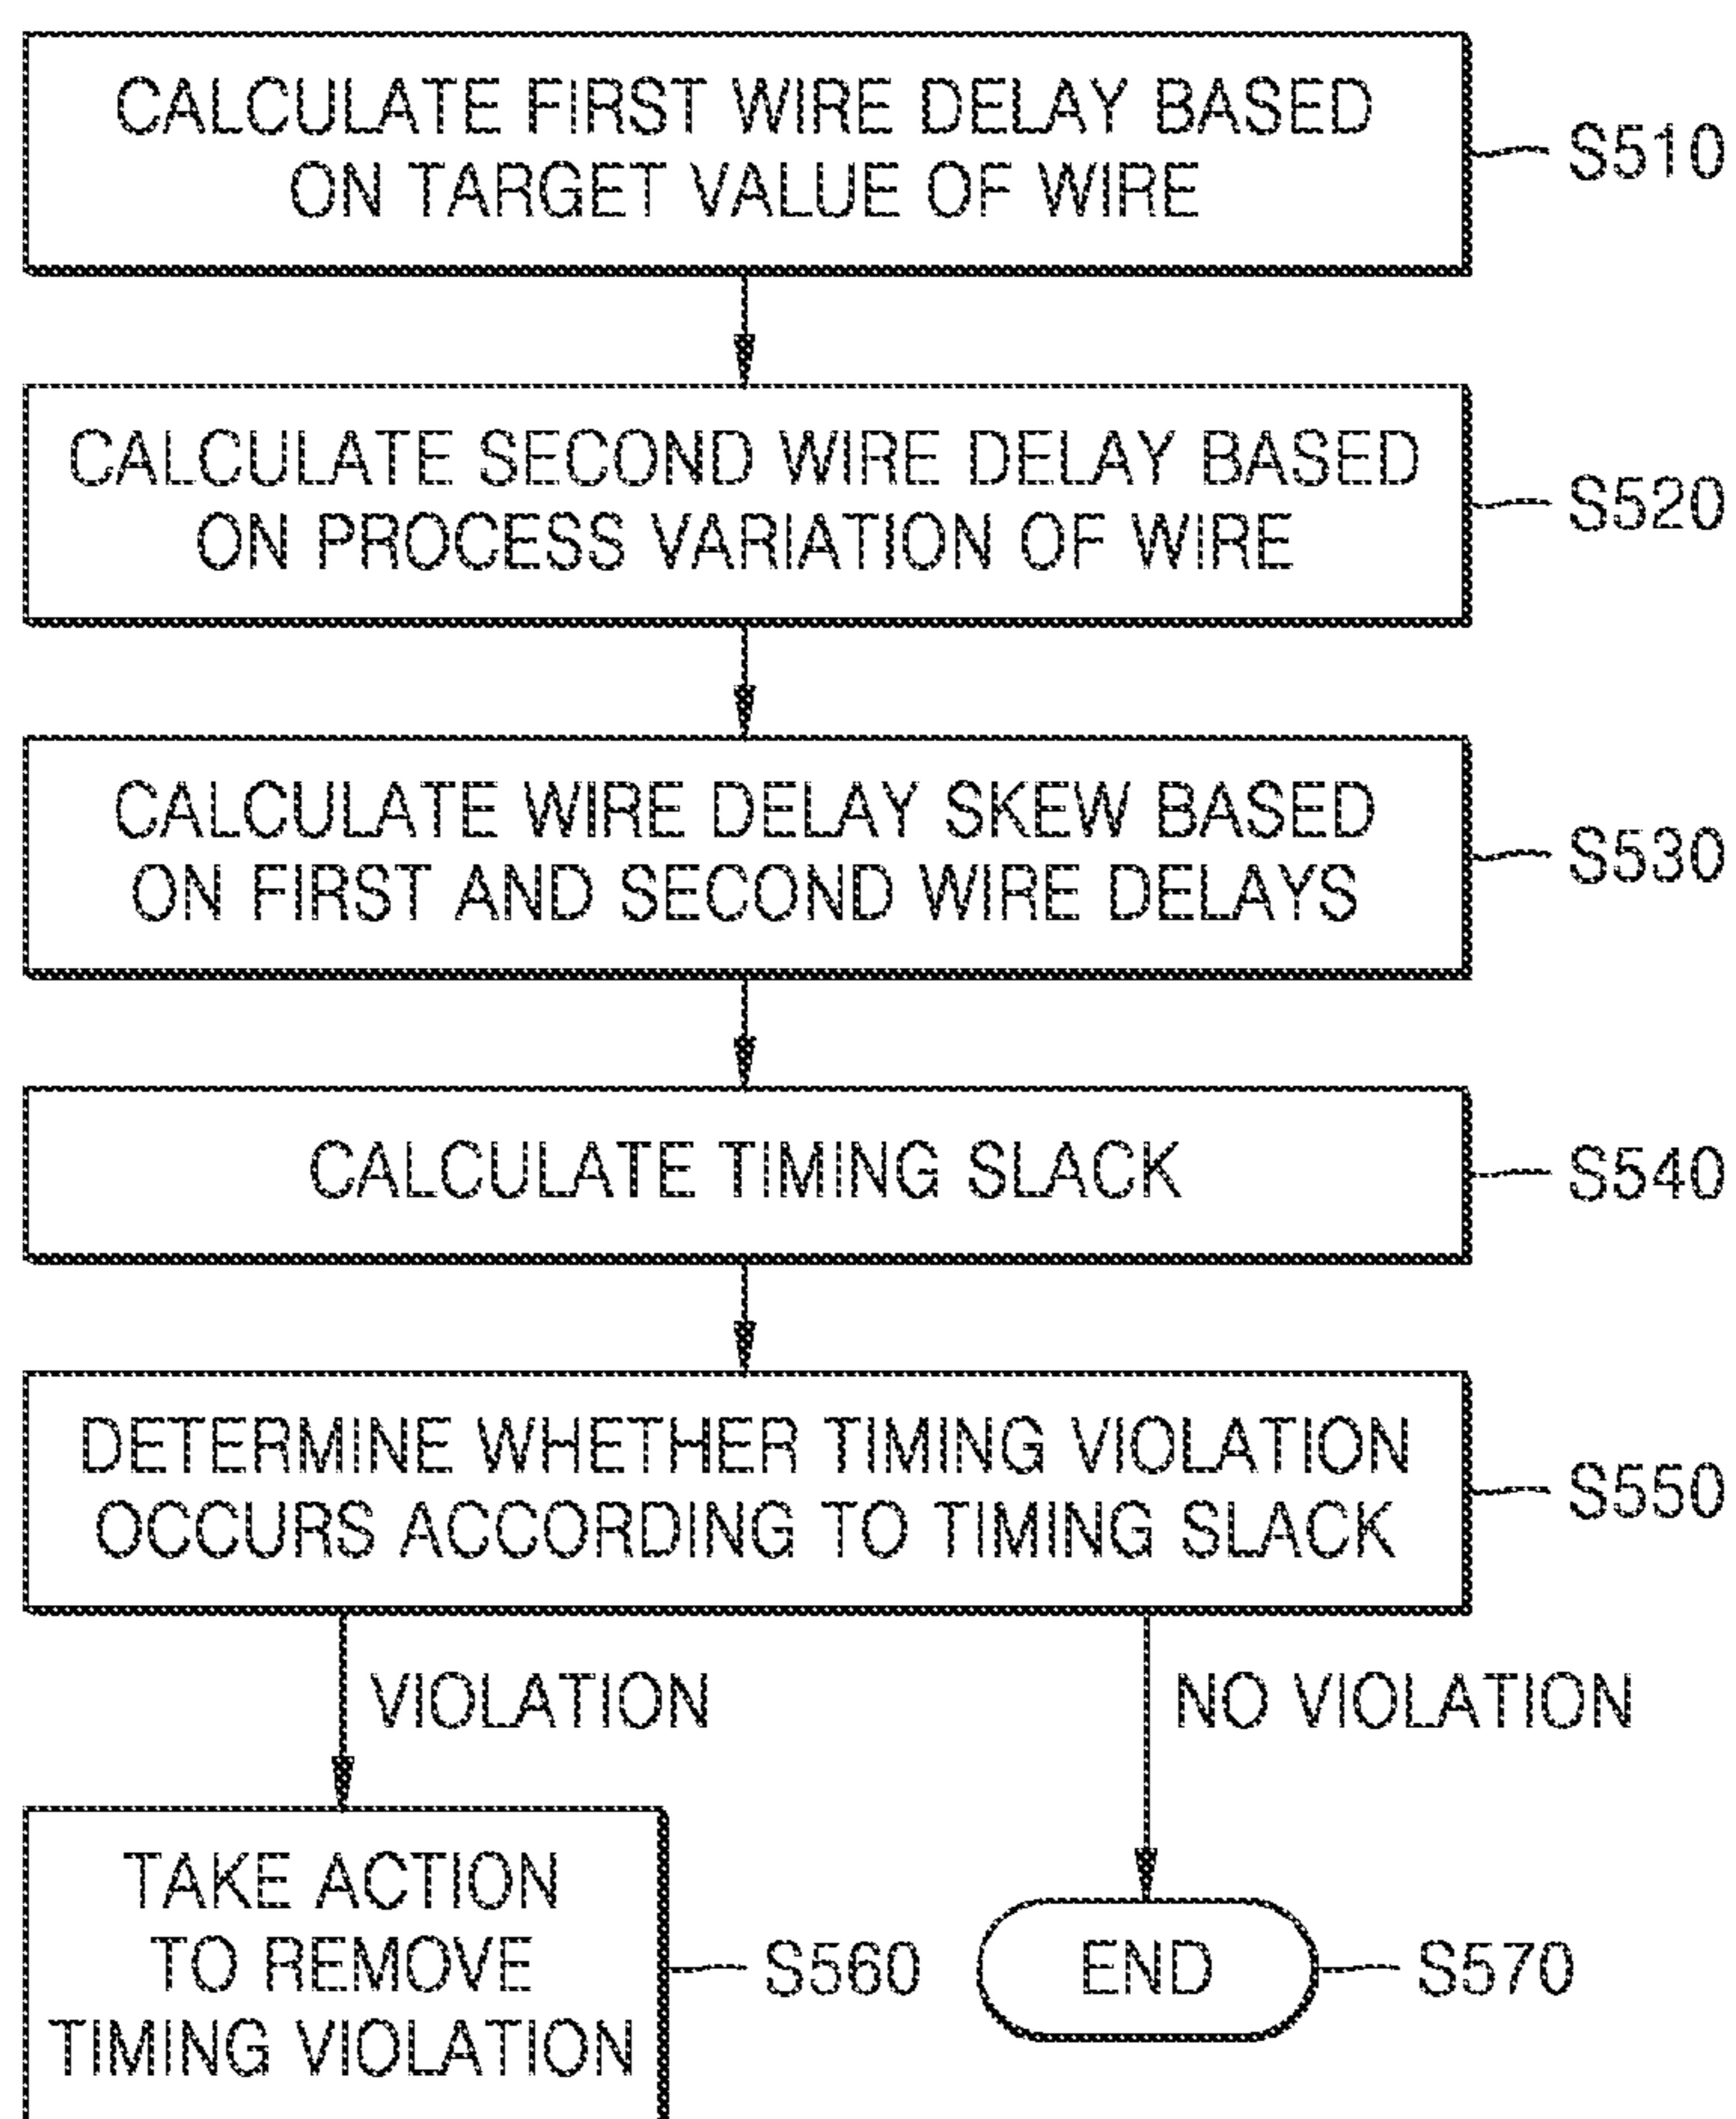 CALCULATE FIRST WIRE DELAY BASED
ON TARGET VALUE OF WIRE
S510
CALCULATE SECOND WIRE DELAY BASED
ON PROCESS VARIATION OF WIRE
S520
CALCULATE WIRE DELAY SKEW BASED
ON FIRST AND SECOND WIRE DELAYS
S530
CALCULATE TIMING SLACK
S540
DETERMINE WHETHER TIMING VIOLATION
OCCURS ACCORDING TO TIMING SLACK
S550
VIOLATION
NO VIOLATION
TAKE ACTION
TO REMOVE
TIMING VIOLATION
S560
END
S570